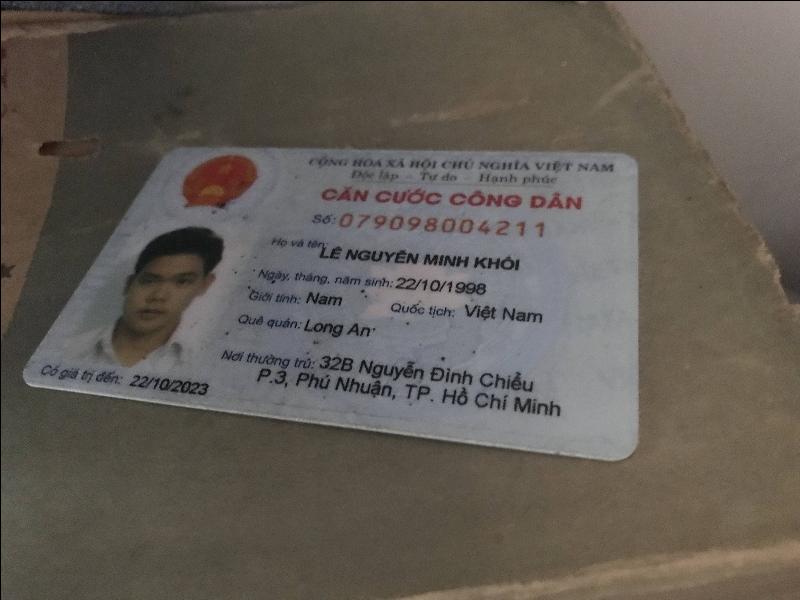 CỘNG HÒA XÃ HỘI CHỦ NGHĨA VIỆT NAM
Độc lập - Tự do - Hạnh phúc
CĂN CƯỚC CÔNG DÂN
Số: 079098004211
Họ và tên:
LÊ NGUYÊN MINH KHÔI
Ngày, tháng, năm sinh: 22/10/1998
Giới tính: Nam Quốc tịch: Việt Nam
Quê quán: Long An
Nơi thường trú: 32B Nguyễn Đình Chiểu
P.3, Phú Nhuận, TP. Hồ Chí Minh
Có giá trị đến: 22/10/2023